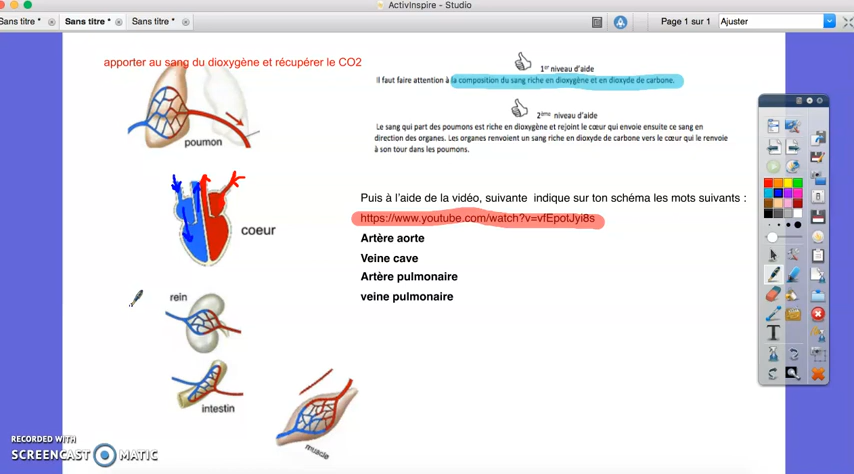 ActivInspire - Studio
Sans titre *
Sans titre *
Sans titre *
Page 1 sur 1
Ajuster
apporter au sang du dioxygène et récupérer le CO2
1er niveau d'aide
Il faut faire attention à la composition du sang riche en dioxygène et en dioxyde de carbone.
2ème niveau d'aide
Le sang qui part des poumons est riche en dioxygène et rejoint le cœur qui envoie ensuite ce sang en
direction des organes. Les organes renvoient un sang riche en dioxyde de carbone vers le cœur qui le renvoie
à son tour dans les poumons.
poumon
Puis à l'aide de la vidéo, suivante indique sur ton schéma les mots suivants :
https://www.youtube.com/watch?v=vfEpotJyi8s
coeur
Artère aorte
Veine cave
Artère pulmonaire
veine pulmonaire
rein
intestin
muscle
RECORDED WITH
SCREENCAST MATIC